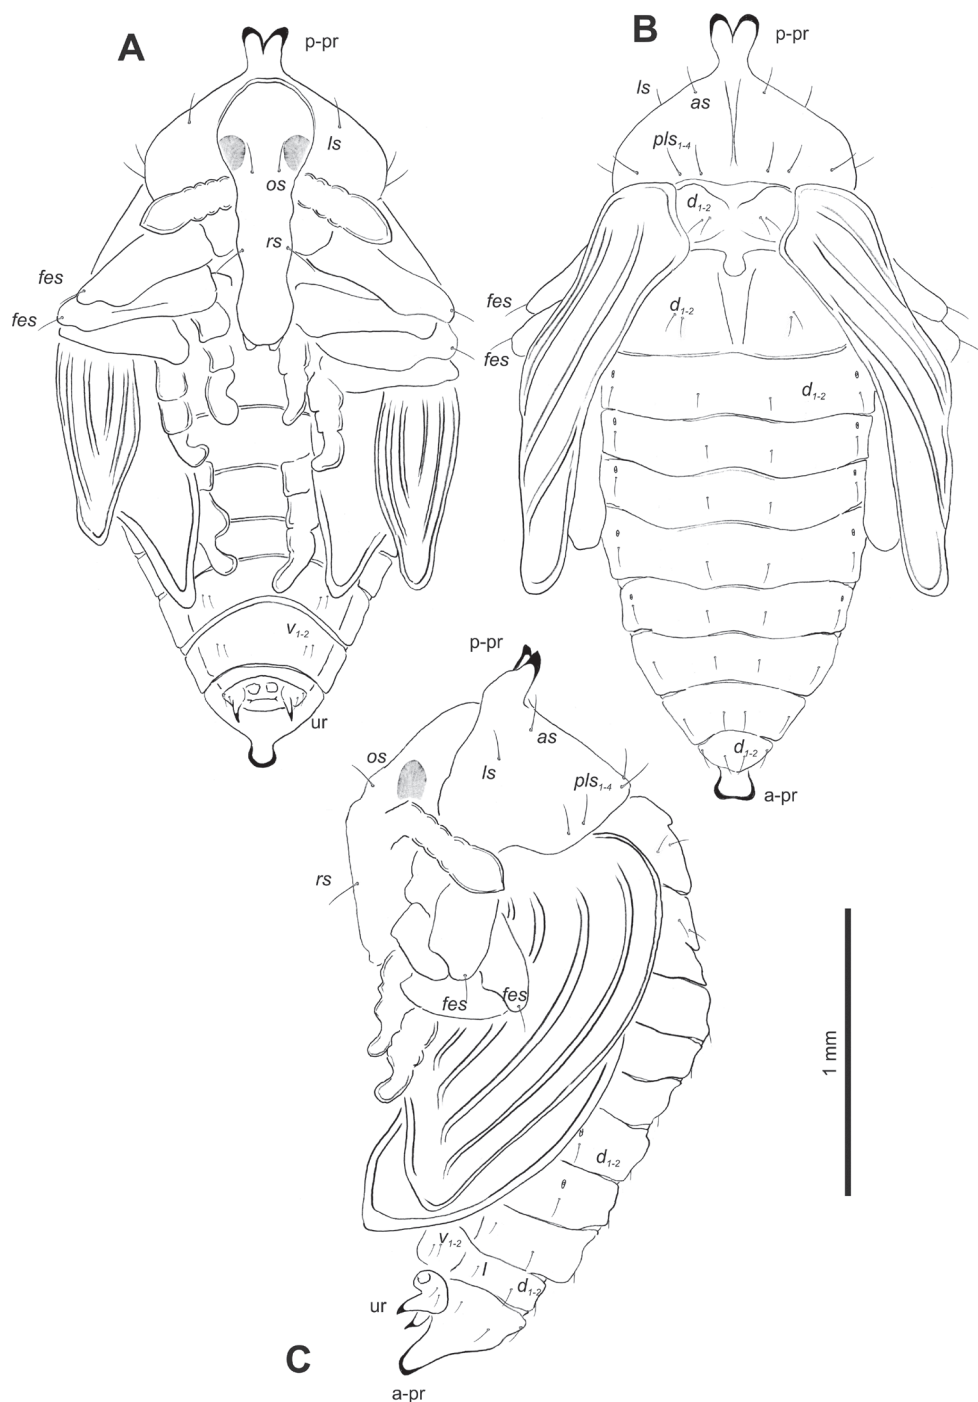 A
p-pr
ls
os
rs
fes
fes
v1-2
ur
B
p-pr
ls
as
pls1-4
d1-2
d1-2
fes
fes
d1-2
d1-2
a-pr
p-pr
as
os
ls
pls1-4
rs
fes
fes
1 mm
d1-2
v1-2
l
d1-2
ur
C
a-pr